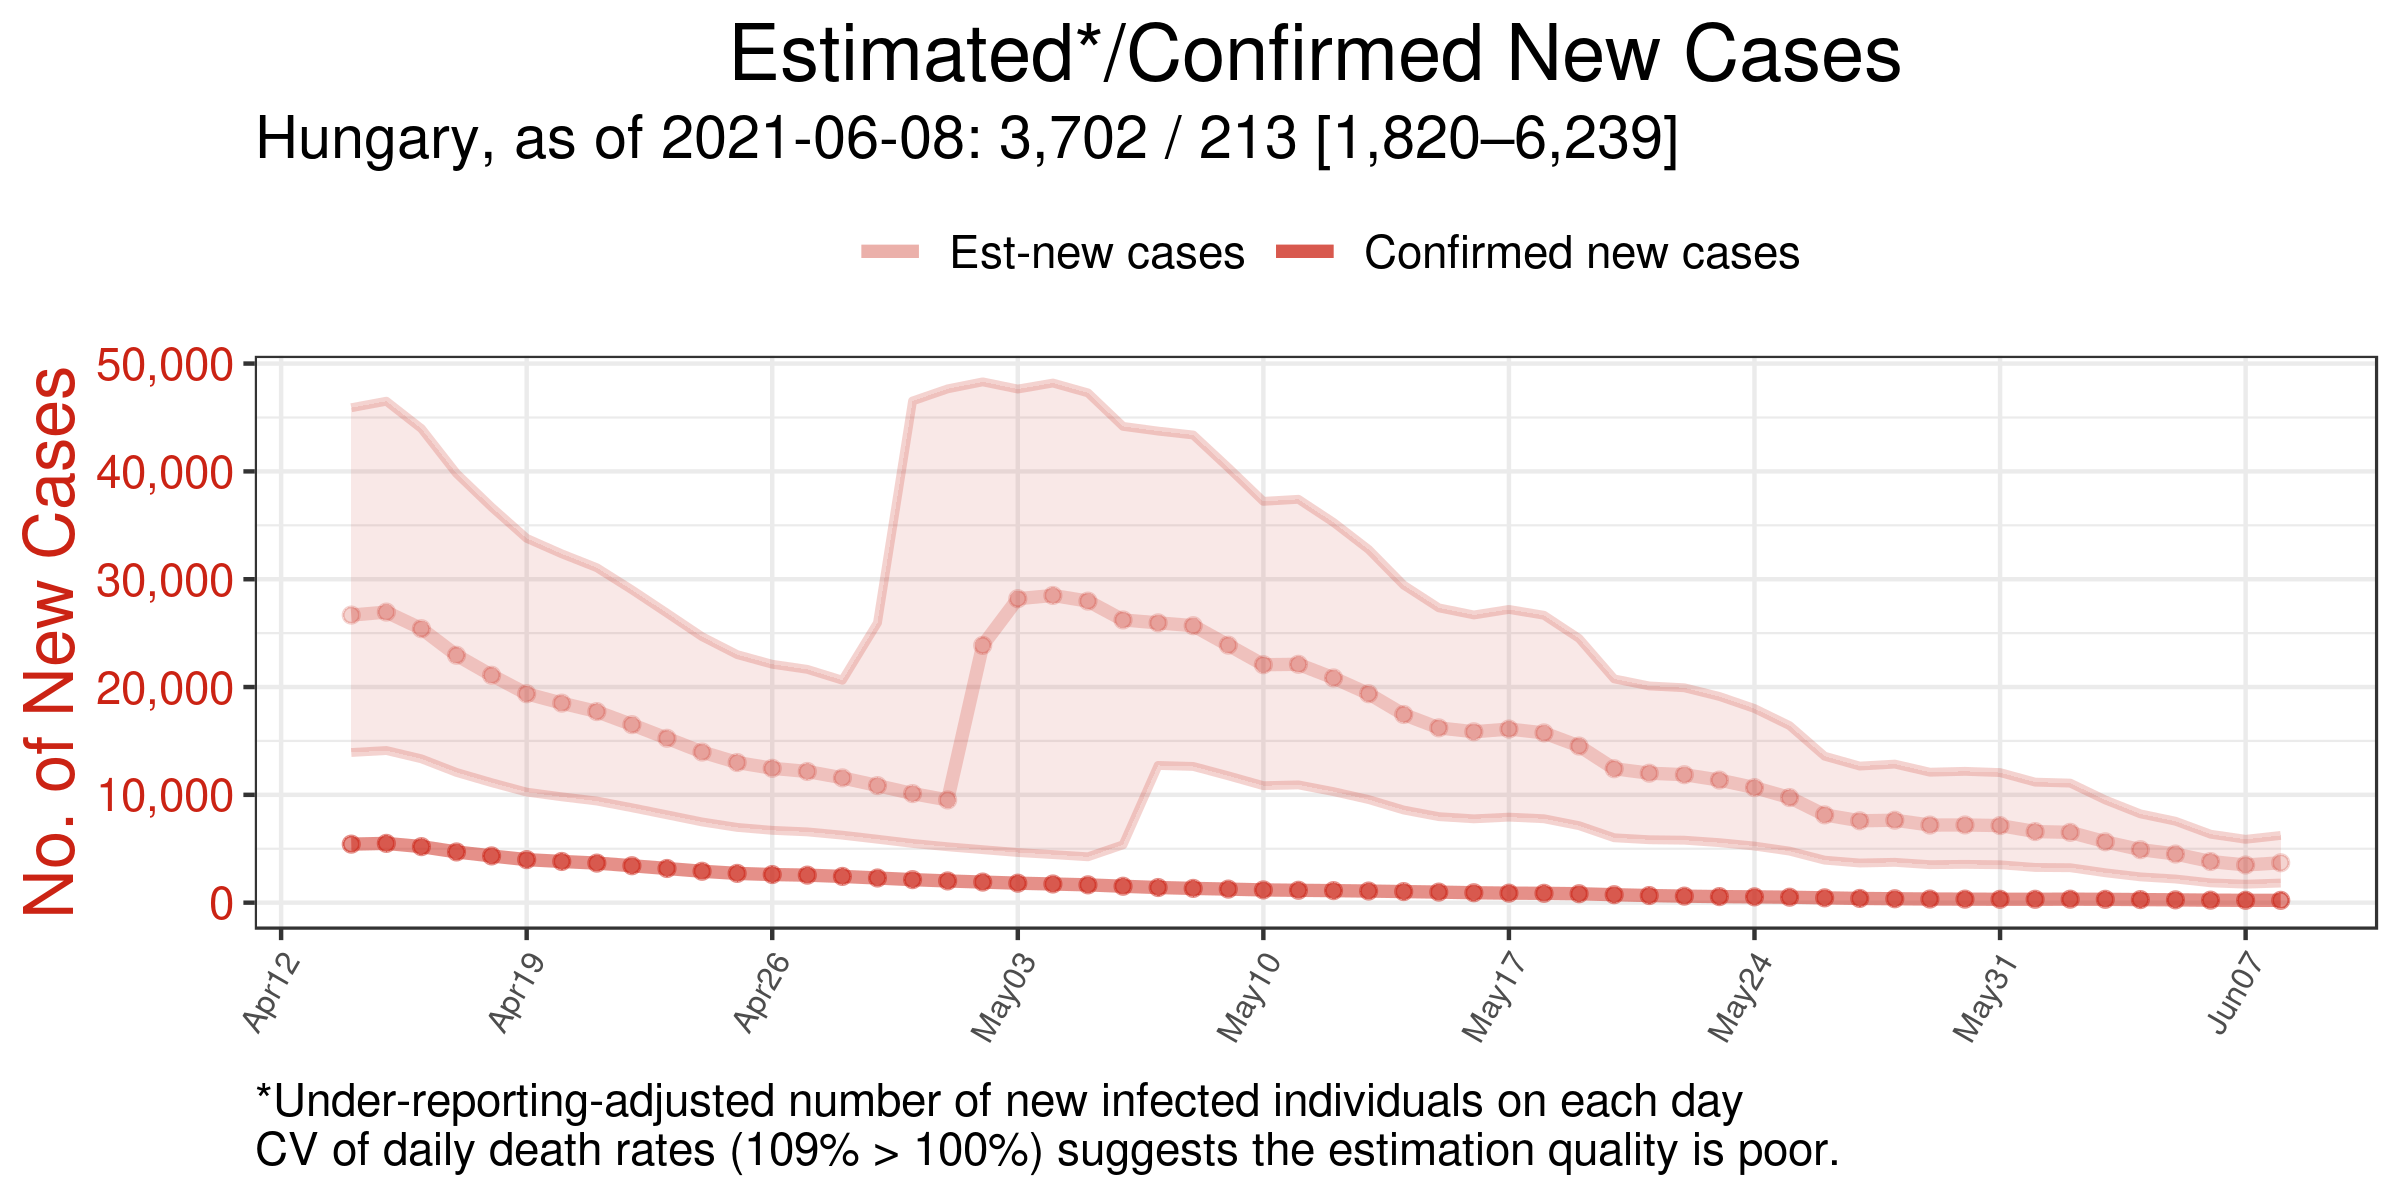 Estimated*/Confirmed New Cases
Hungary, as of 2021-06-08: 3,702 / 213 [1,820–6,239]
Est-new cases
Confirmed new cases
No. of New Cases
50,000
40,000
30,000
20,000
10,000
0
Apr12
Apr19
Apr26
May03
May10
May17
May24
May31
Jun07
*Under-reporting-adjusted number of new infected individuals on each day
CV of daily death rates (109% > 100%) suggests the estimation quality is poor.